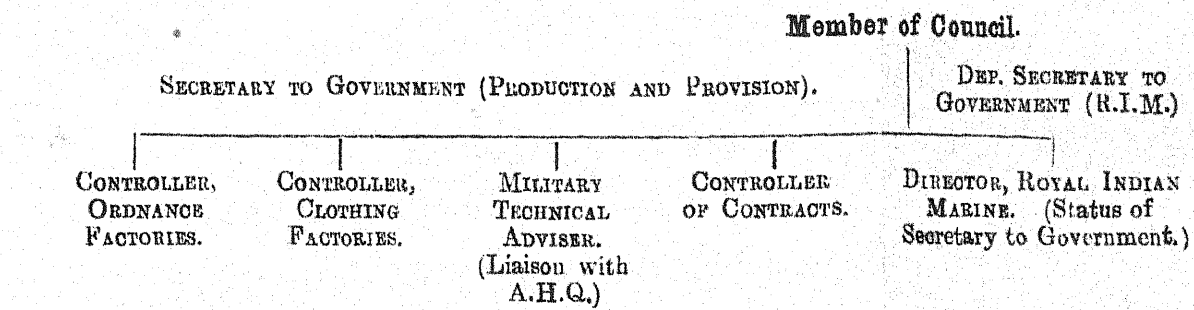 Member of Council.
SECRETARY TO GOVERNMENT (PRODUCTION AND PROVISION).
DEP. SECRETARY TO
GOVERNMENT (R.I.M.)
CONTROLLER,
ORDNANCE
FACTORIES.
CONTROLLER,
CLOTHING
FACTORIES.
MILITARY
TECHNICAL
ADVISER.
(Liaison with
A.H.Q.)
CONTROLLER
OF CONTRACTS.
DIRECTOR, ROYAL INDIAN
MARINE. (Status of
Secretary to Government.)